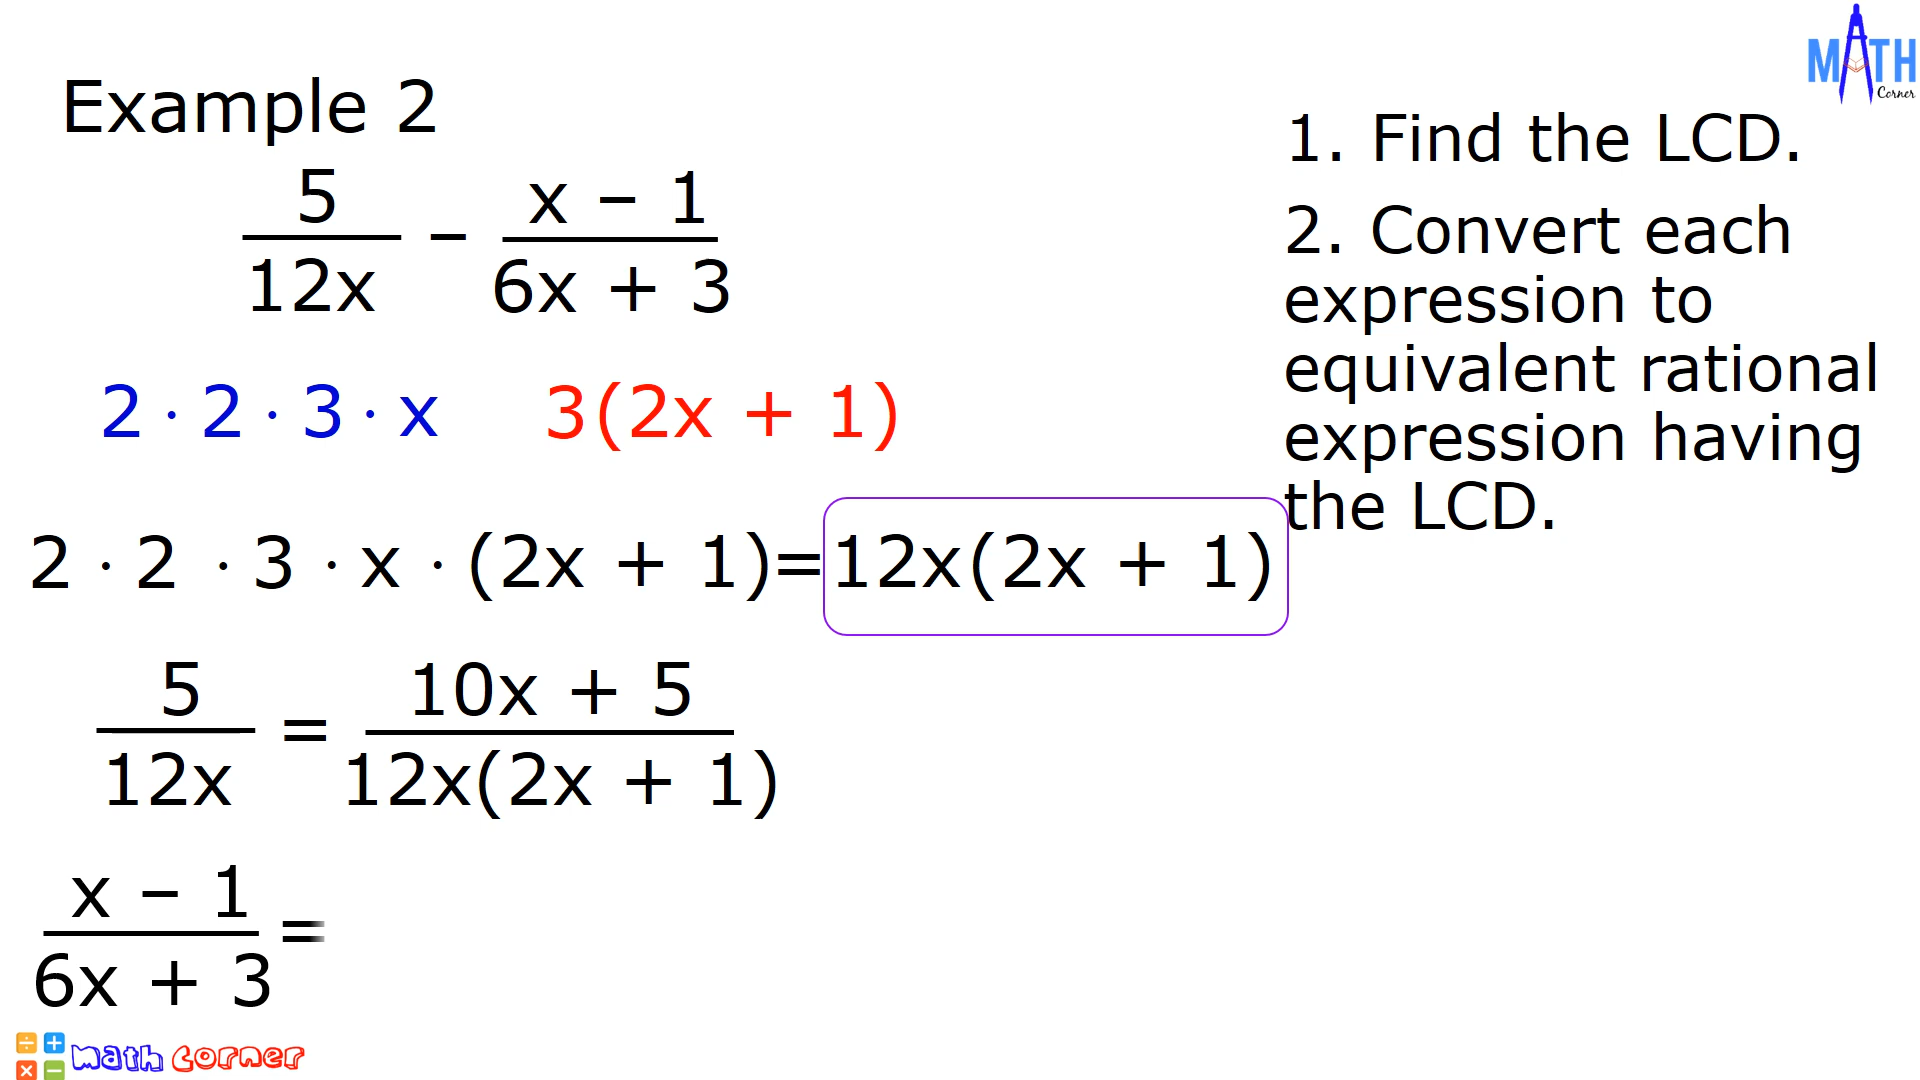 MATH
Corner
Example 2
5
12x
–
x – 1
6x + 3
2 · 2 · 3 · x
3(2x + 1)
2 · 2 · 3 · x · (2x + 1)=12x(2x + 1)
5
12x
=
10x + 5
12x(2x + 1)
x – 1
6x + 3
=
1. Find the LCD.
2. Convert each
expression to
equivalent rational
expression having
the LCD.
÷ +
× −
math corner